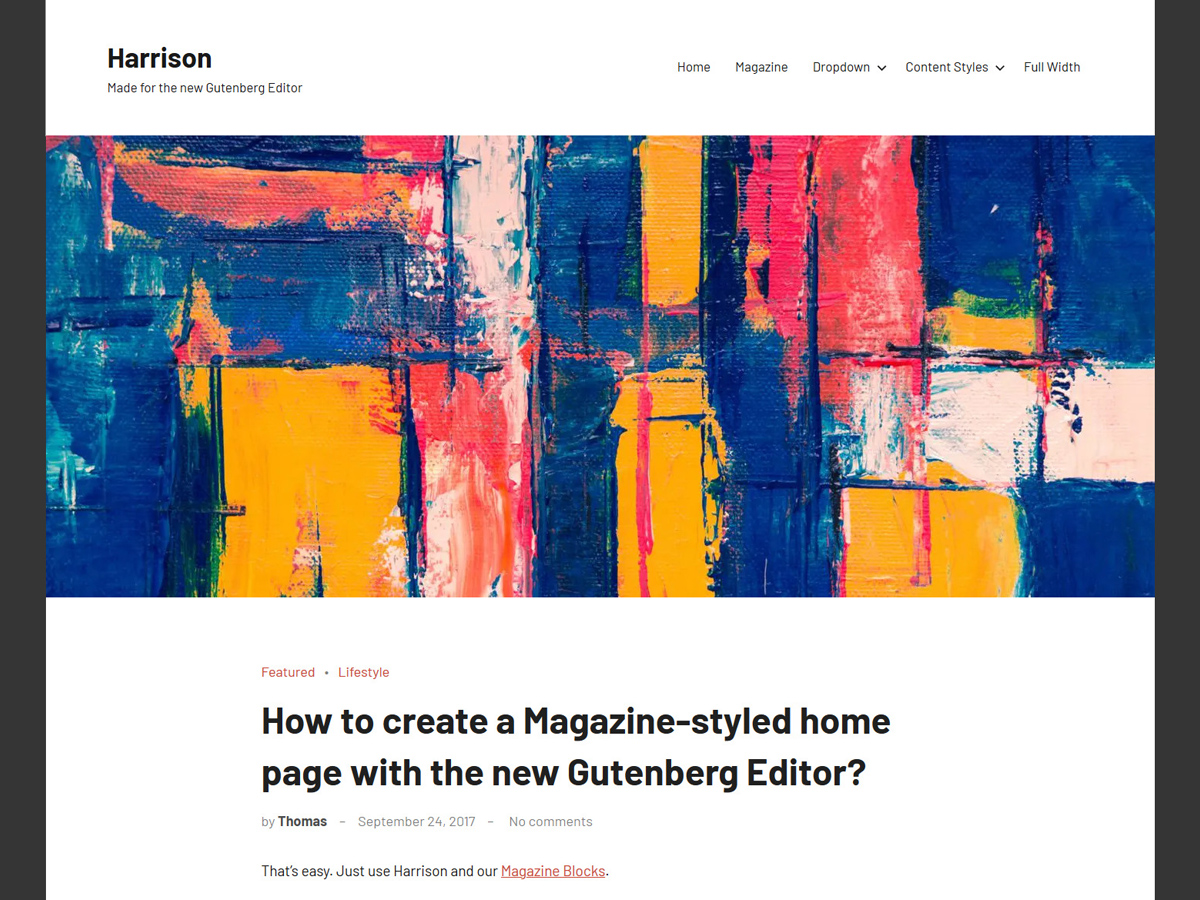 Harrison
Made for the new Gutenberg Editor
Home Magazine Dropdown Content Styles Full Width
Featured • Lifestyle
How to create a Magazine-styled home
page with the new Gutenberg Editor?
by Thomas – September 24, 2017 – No comments
That's easy. Just use Harrison and our Magazine Blocks.